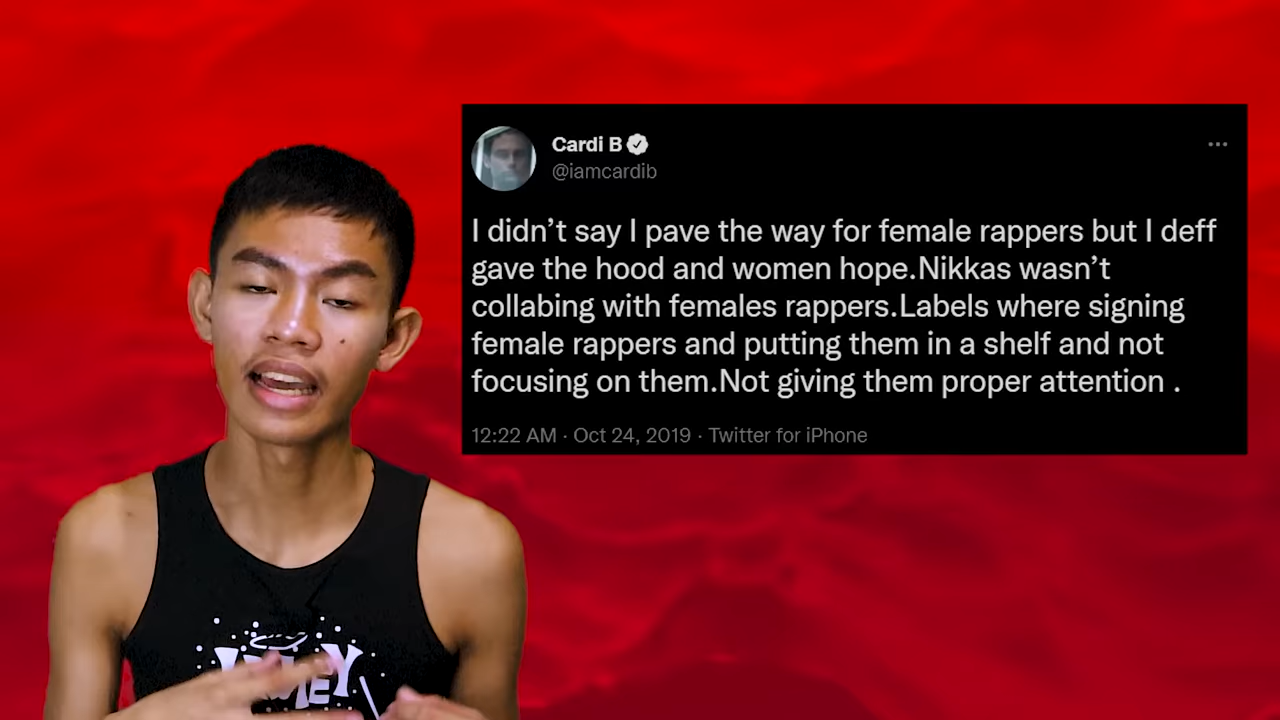 Cardi B
@iamcardib
I didn’t say I pave the way for female rappers but I deff
gave the hood and women hope.Nikkas wasn’t
collabing with females rappers.Labels where signing
female rappers and putting them in a shelf and not
focusing on them.Not giving them proper attention .
12:22 AM · Oct 24, 2019 · Twitter for iPhone